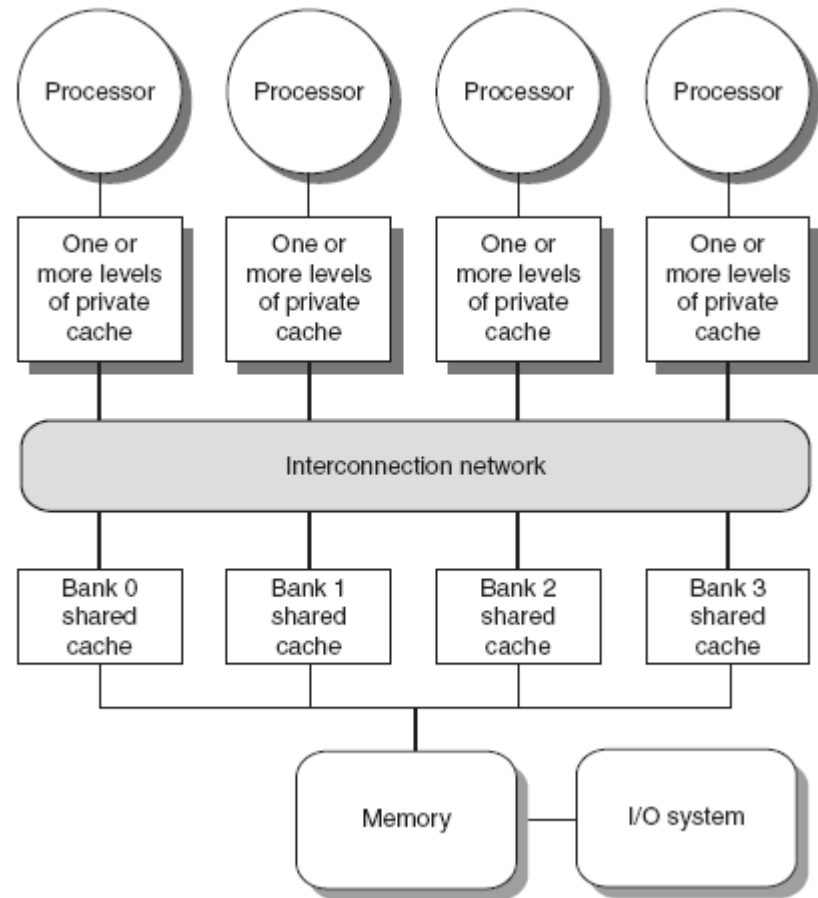 Processor
Processor
Processor
Processor
One or
more levels
of private
cache
One or
more levels
of private
cache
One or
more levels
of private
cache
One or
more levels
of private
cache
Interconnection network
Bank 0
shared
cache
Bank 1
shared
cache
Bank 2
shared
cache
Bank 3
shared
cache
Memory
I/O system